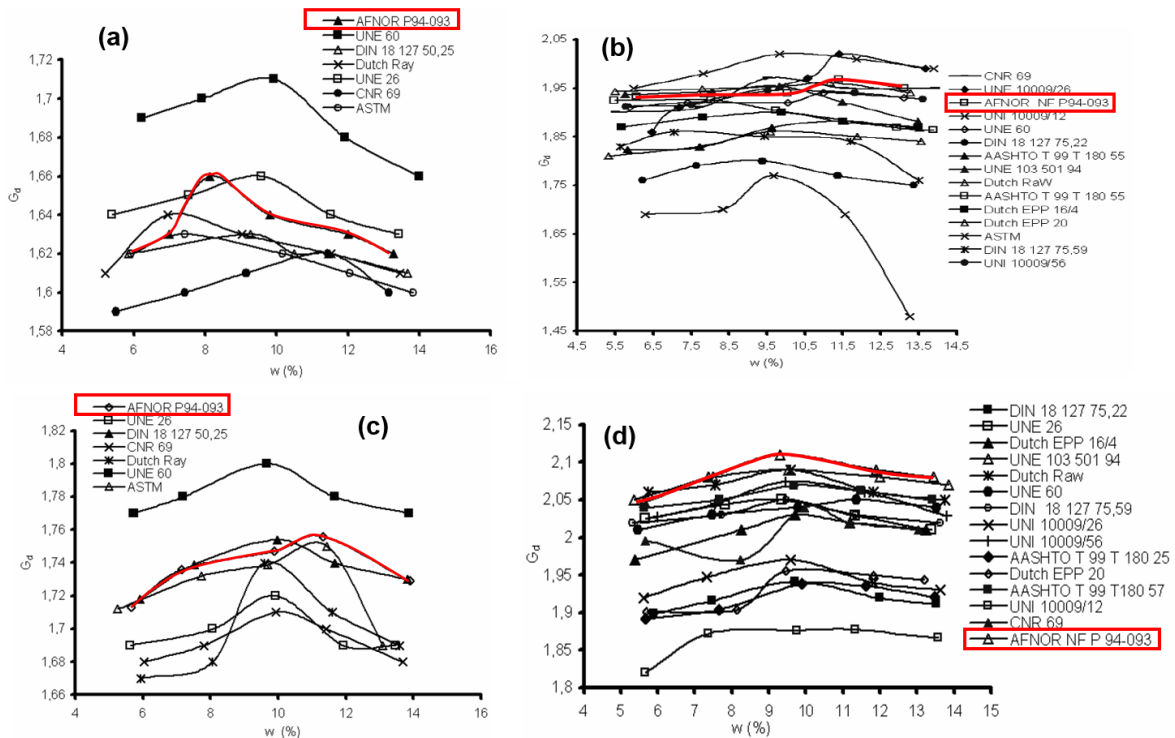 (a)
AFNOR P94-093
UNE 60
DIN 18 127 50,25
Dutch Ray
UNE 26
CNR 69
ASTM
1,72
1,7
1,68
1,66
1,64
1,62
1,6
1,58
G_d
4 6 8 10 12 14 16
w (%)
(b)
CNR 69
UNE 10009/26
AFNOR NF P94-093
UNI 10009/12
UNE 60
DIN 18 127 75,22
AASHTO T 99 T 180 55
UNE 103 501 94
Dutch RaW
AASHTO T 99 T 180 55
Dutch EPP 16/4
Dutch EPP 20
ASTM
DIN 18 127 75,59
UNI 10009/56
2,05
1,95
1,85
1,75
1,65
1,55
1,45
G_d
4,5 5,5 6,5 7,5 8,5 9,5 10,5 11,5 12,5 13,5 14,5
w (%)
(c)
AFNOR P94-093
UNE 26
DIN 18 127 50,25
CNR 69
Dutch Ray
UNE 60
ASTM
1,82
1,8
1,78
1,76
1,74
1,72
1,7
1,68
1,66
G_d
4 6 8 10 12 14
w (%)
(d)
DIN 18 127 75,22
UNE 26
Dutch EPP 16/4
UNE 103 501 94
Dutch Raw
UNE 60
DIN 18 127 75,59
UNI 10009/26
UNI 10009/56
AASHTO T 99 T 180 25
Dutch EPP 20
AASHTO T 99 T180 57
UNI 10009/12
CNR 69
AFNOR NF P 94-093
2,15
2,1
2,05
2
1,95
1,9
1,85
1,8
G_d
4 5 6 7 8 9 10 11 12 13 14 15
w (%)